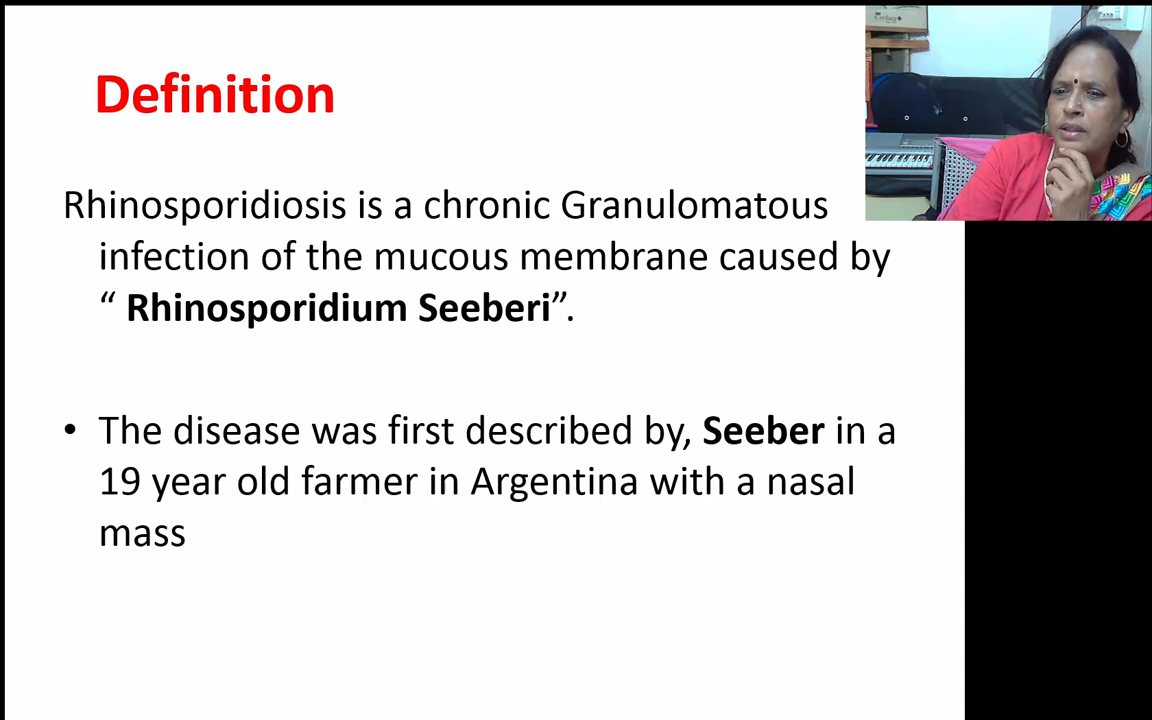 Definition
Rhinosporidiosis is a chronic Granulomatous
infection of the mucous membrane caused by
“ Rhinosporidium Seeberi”.
• The disease was first described by, Seeber in a
19 year old farmer in Argentina with a nasal
mass